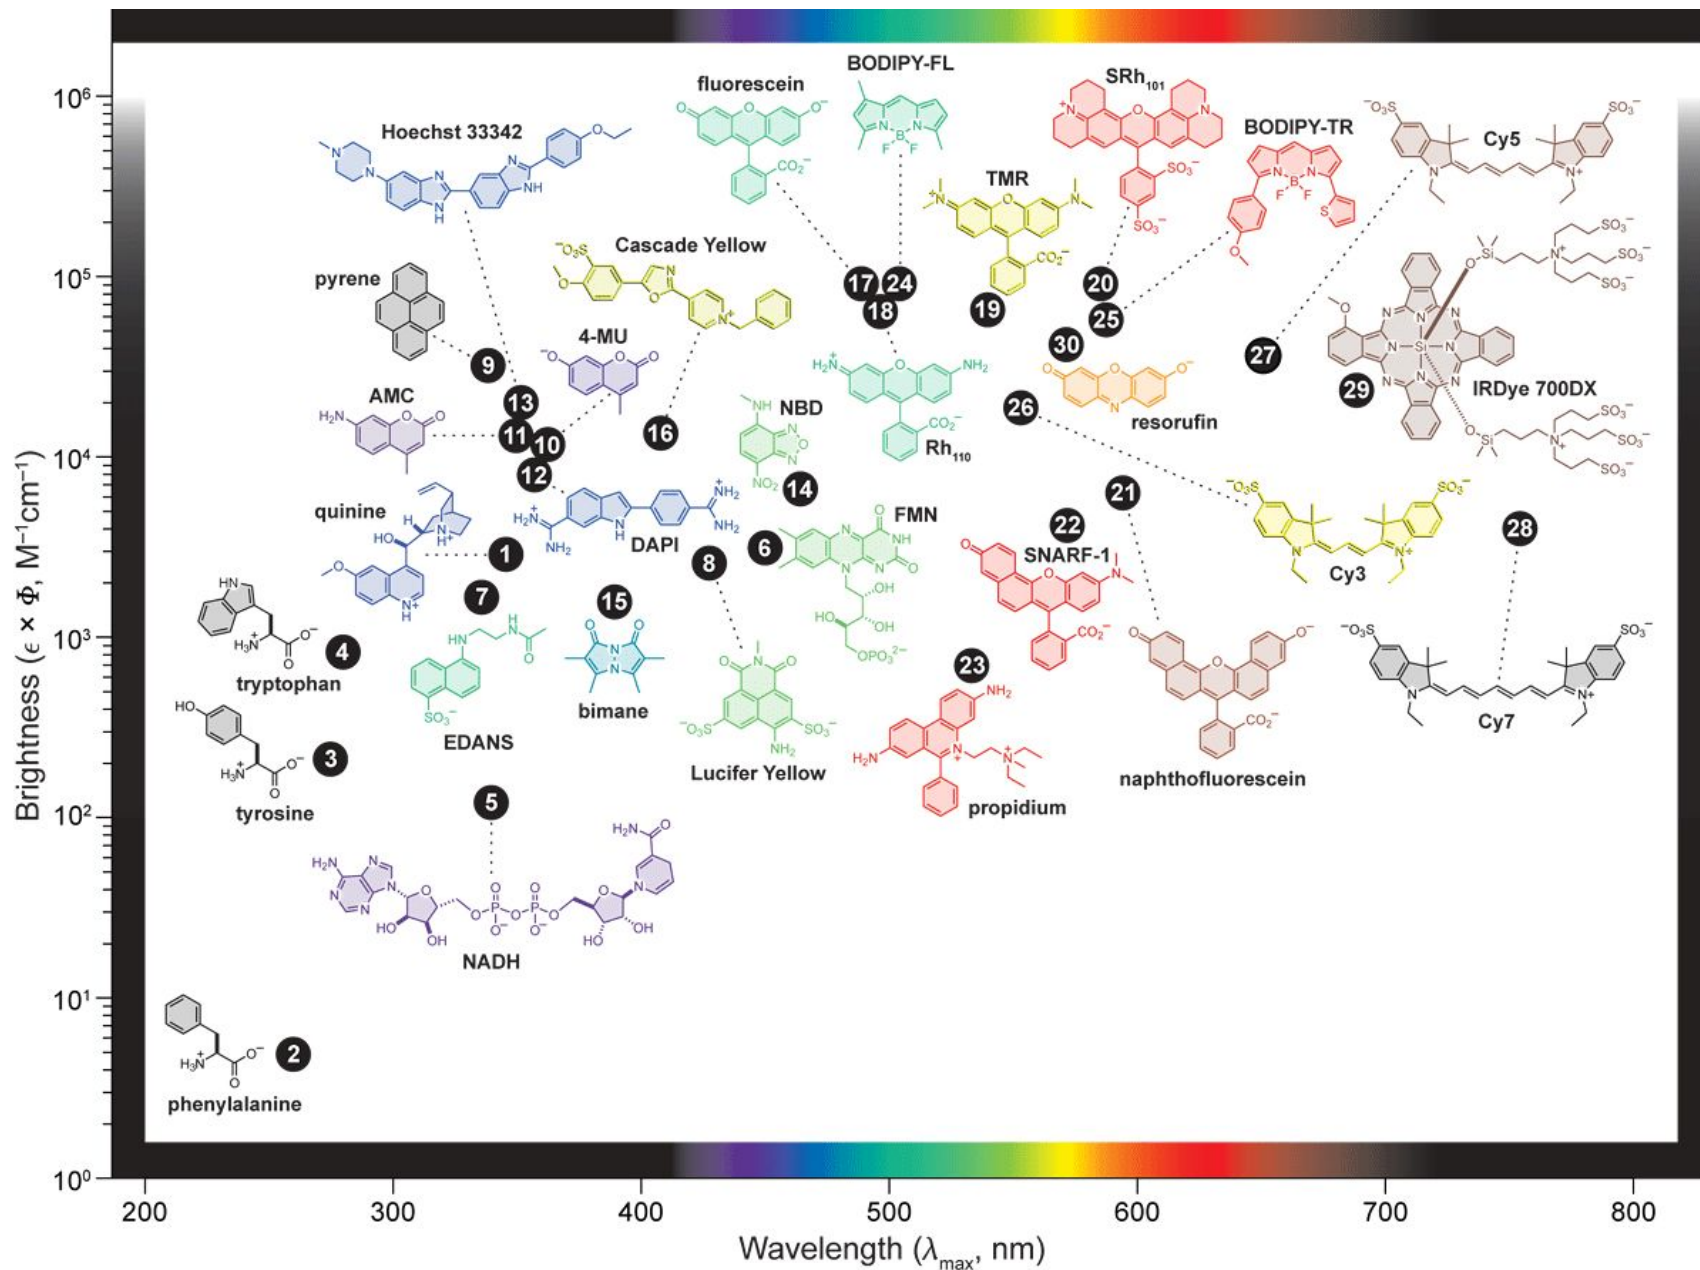 Brightness (ϵ × Φ, M⁻¹cm⁻¹)
10⁶
10⁵
10⁴
10³
10²
10¹
10⁰
BODIPY-FL
fluorescein
SRh₁₀₁
BODIPY-TR
Cy5
Hoechst 33342
TMR
Cascade Yellow
pyrene
17
24
20
19
18
25
4-MU
30
27
9
29
IRDye 700DX
AMC
13
NBD
26
resorufin
11
10
16
Rh₁₁₀
12
14
21
quinine
FMN
22
28
DAPI
6
SNARF-1
1
8
Cy3
7
15
4
23
tryptophan
bimane
Cy7
EDANS
3
Lucifer Yellow
naphthofluorescein
tyrosine
5
propidium
NADH
2
phenylalanine
200
300
400
500
600
700
800
Wavelength (λmax, nm)